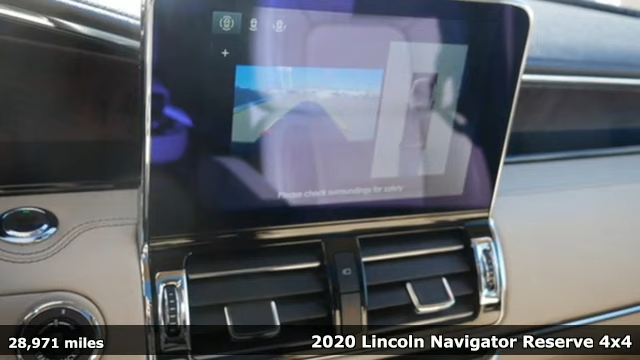 Please check surroundings for safety
28,971 miles
2020 Lincoln Navigator Reserve 4x4